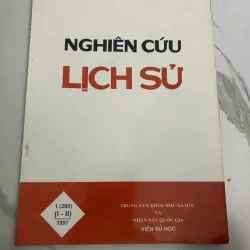 NGHIÊN CỨU
LỊCH SỬ
1 (290)
(I - II)
1997
TRUNG TÂM KHOA HỌC XÃ HỘI
VÀ
NHÂN VĂN QUỐC GIA
VIỆN SỬ HỌC